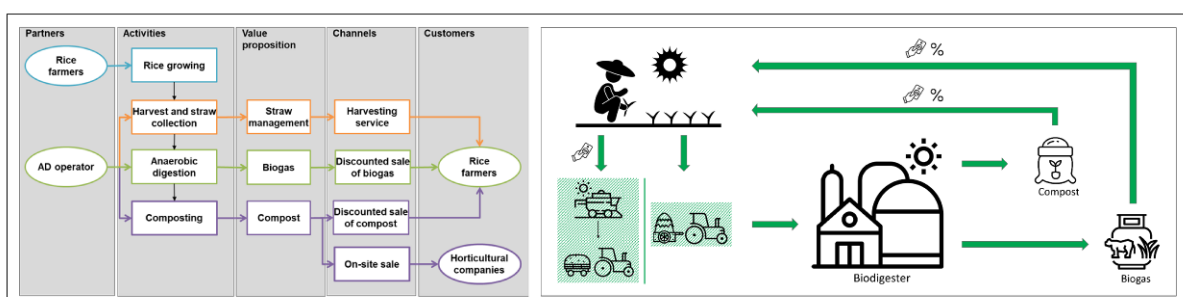 Partners
Activities
Value
proposition
Channels
Customers
Rice
farmers
Rice growing
Harvest and straw
collection
Straw
management
Harvesting
service
AD operator
Anaerobic
digestion
Biogas
Discounted sale
of biogas
Rice
farmers
Composting
Compost
Discounted sale
of compost
On-site sale
Horticultural
companies
%
%
Compost
Biodigester
Biogas